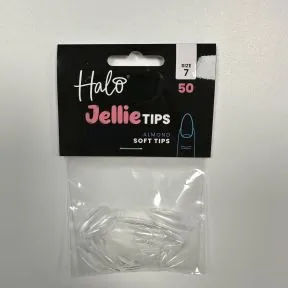 Halo
SIZE
7
50
Jellie TIPS
ALMOND
SOFT TIPS